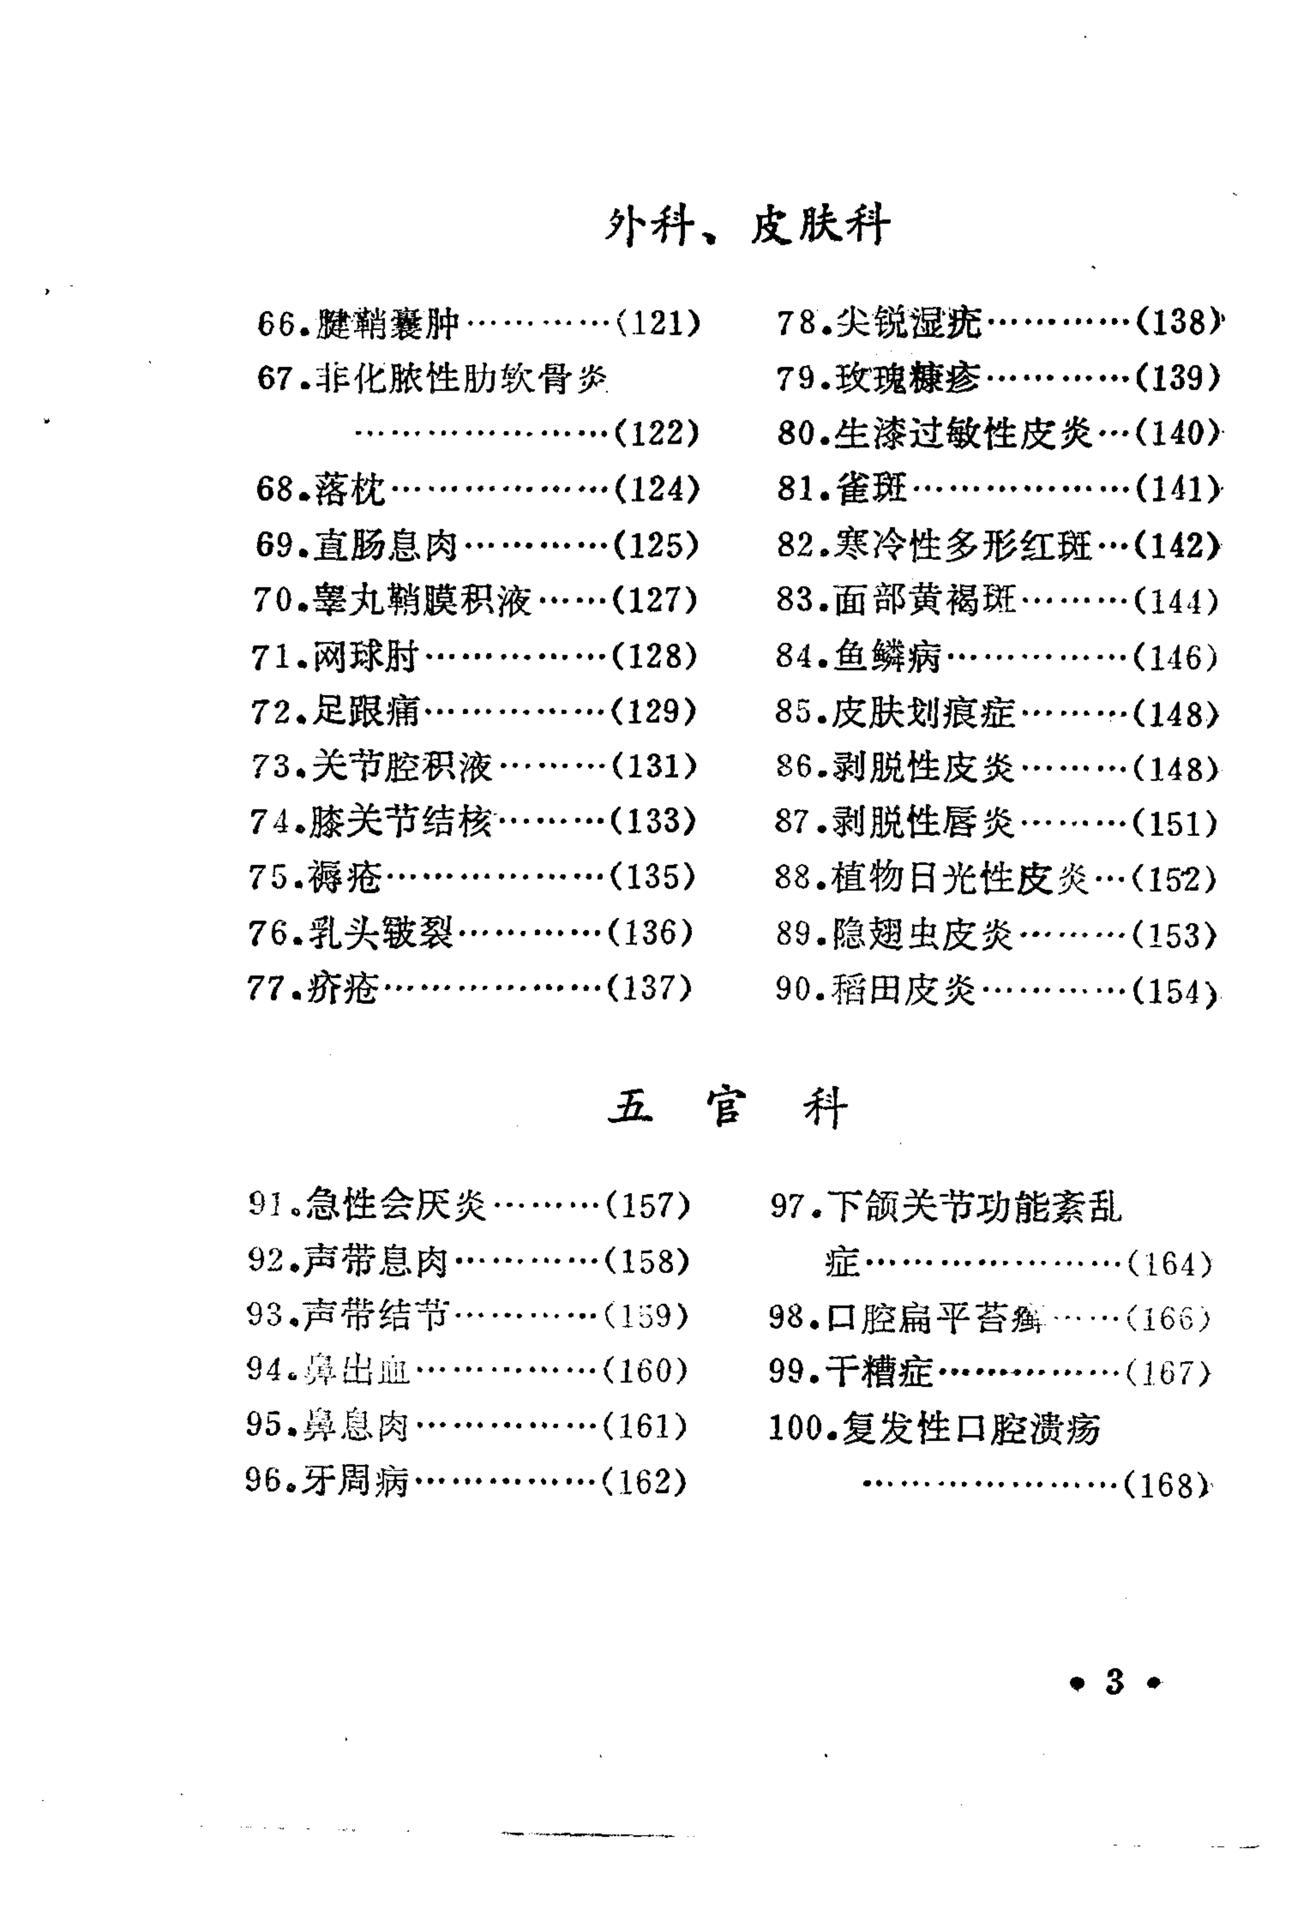 外科、皮肤科
66.腱鞘囊肿…………(121)
67.非化脓性肋软骨炎
…………………(122)
68.落枕………………(124)
69.直肠息肉…………(125)
70.睾丸鞘膜积液……(127)
71.网球肘……………(128)
72.足跟痛……………(129)
73.关节腔积液………(131)
74.膝关节结核………(133)
75.褥疮………………(135)
76.乳头皲裂…………(136)
77.疥疮………………(137)
78.尖锐湿疣…………(138)
79.玫瑰糠疹…………(139)
80.生漆过敏性皮炎…(140)
81.雀斑………………(141)
82.寒冷性多形红斑…(142)
83.面部黄褐斑………(144)
84.鱼鳞病……………(146)
85.皮肤划痕症………(148)
86.剥脱性皮炎………(148)
87.剥脱性唇炎………(151)
88.植物日光性皮炎…(152)
89.隐翅虫皮炎………(153)
90.稻田皮炎…………(154)
五官科
91.急性会厌炎………(157)
92.声带息肉…………(158)
93.声带结节…………(159)
94.鼻出血……………(160)
95.鼻息肉……………(161)
96.牙周病……………(162)
97.下颌关节功能紊乱
症…………………(164)
98.口腔扁平苔癣……(166)
99.干糟症……………(167)
100.复发性口腔溃疡
…………………(168)
• 3 •